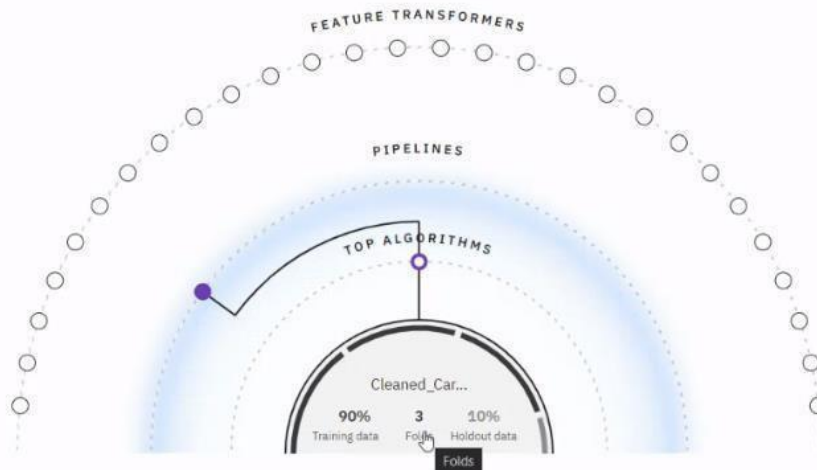 FEATURE TRANSFORMERS
PIPELINES
TOP ALGORITHMS
Cleaned_Car...
90% 3 10%
Training data Folds Holdout data
Folds